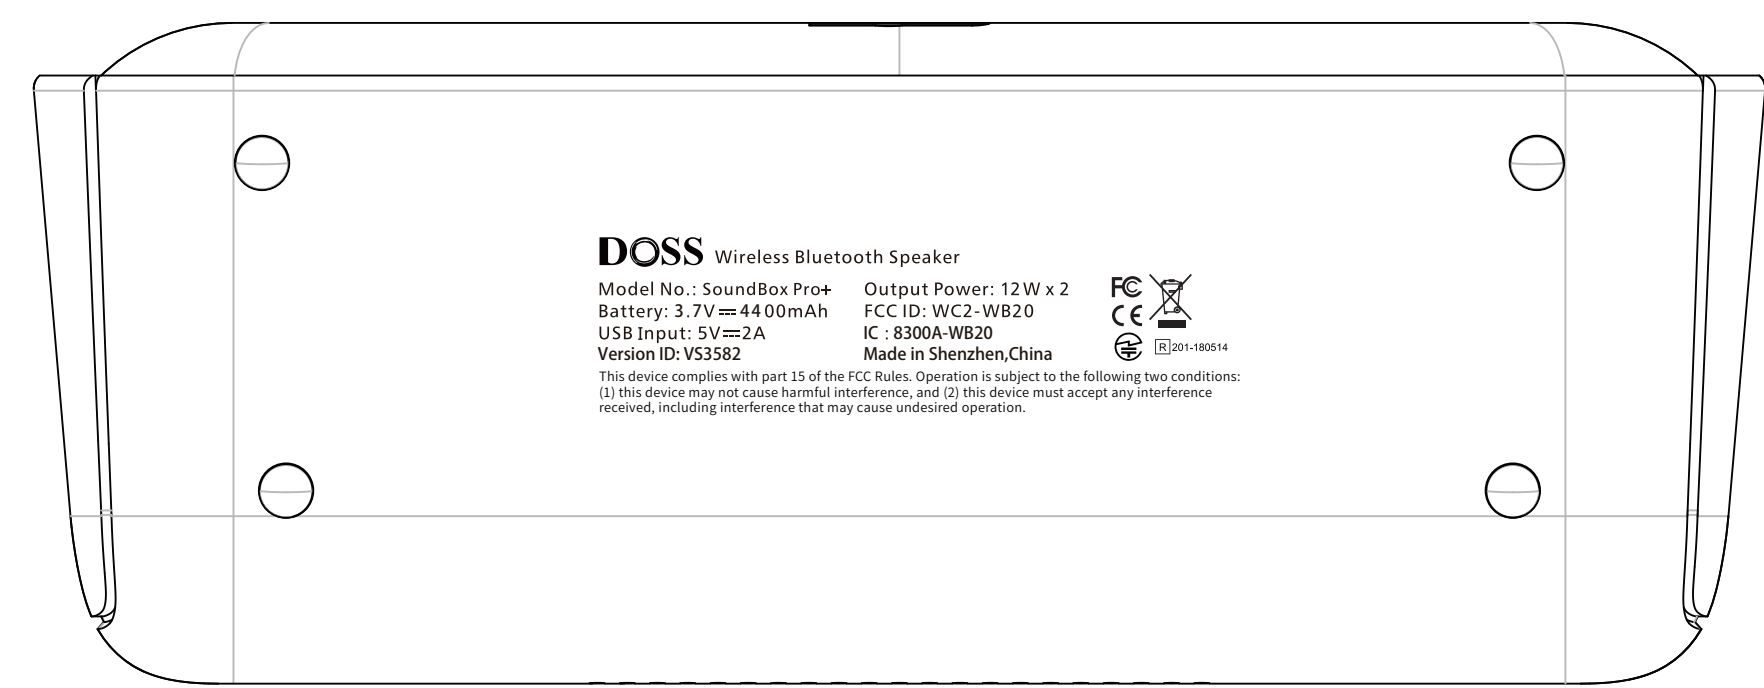 DOSS Wireless Bluetooth Speaker
Model No.: SoundBox Pro+
Battery: 3.7V⎓4400mAh
USB Input: 5V⎓2A
Version ID: VS3582
Output Power: 12W x 2
FCC ID: WC2-WB20
IC : 8300A-WB20
Made in Shenzhen,China
FC
CE
R 201-180514
This device complies with part 15 of the FCC Rules. Operation is subject to the following two conditions:
(1) this device may not cause harmful interference, and (2) this device must accept any interference
received, including interference that may cause undesired operation.